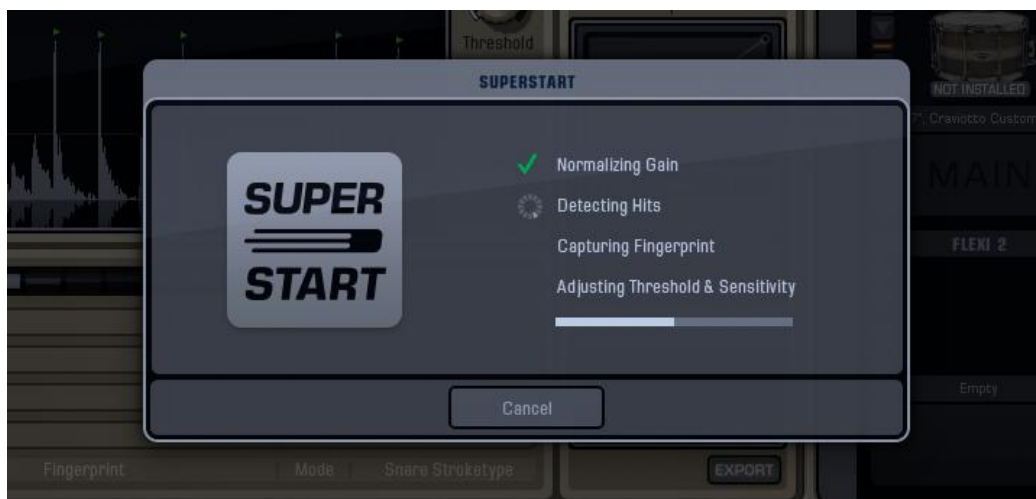 Threshold
NOT INSTALLED
7", Craviotto Custom
SUPERSTART
SUPER
START
Normalizing Gain
Detecting Hits
Capturing Fingerprint
Adjusting Threshold & Sensitivity
MAIN
FLEXI 2
Empty
Cancel
Fingerprint
Mode
Snare Stroketype
EXPORT